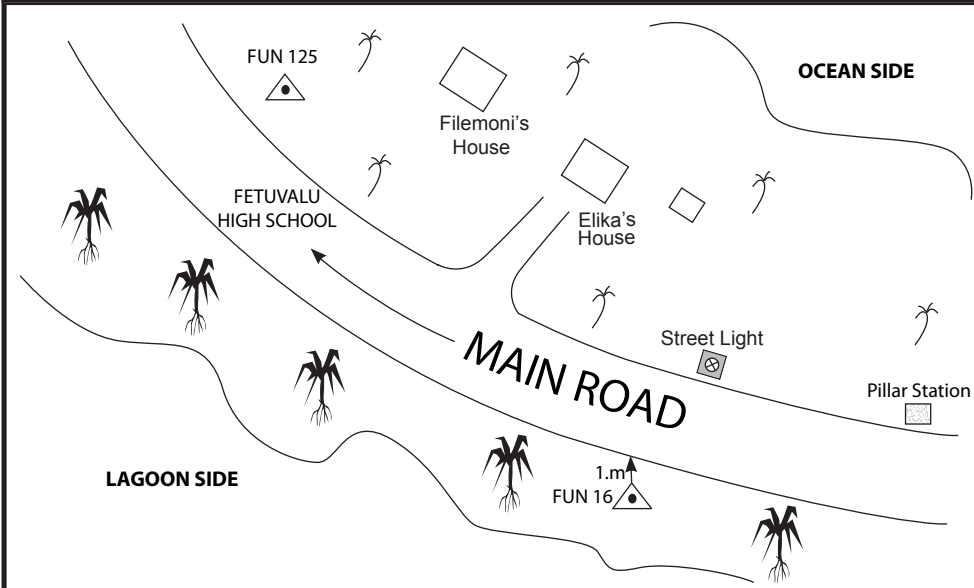 FUN 125
OCEAN SIDE
Filemoni's
House
FETUVALU
HIGH SCHOOL
Elika's
House
Street Light
MAIN ROAD
Pillar Station
LAGOON SIDE
1.m
FUN 16